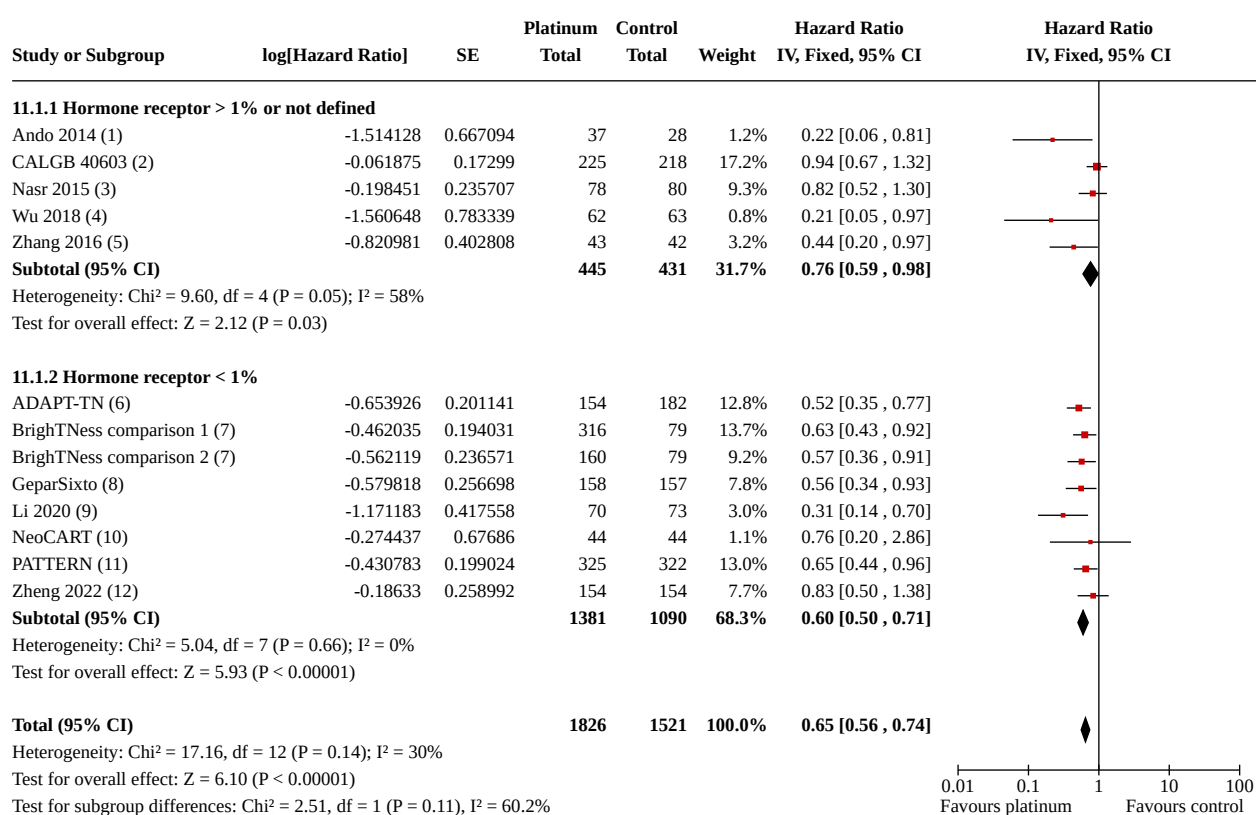 Platinum Control Hazard Ratio Hazard Ratio
Study or Subgroup log[Hazard Ratio] SE Total Total Weight IV, Fixed, 95% CI IV, Fixed, 95% CI
11.1.1 Hormone receptor > 1% or not defined
Ando 2014 (1) -1.514128 0.667094 37 28 1.2% 0.22 [0.06 , 0.81]
CALGB 40603 (2) -0.061875 0.17299 225 218 17.2% 0.94 [0.67 , 1.32]
Nasr 2015 (3) -0.198451 0.235707 78 80 9.3% 0.82 [0.52 , 1.30]
Wu 2018 (4) -1.560648 0.783339 62 63 0.8% 0.21 [0.05 , 0.97]
Zhang 2016 (5) -0.820981 0.402808 43 42 3.2% 0.44 [0.20 , 0.97]
Subtotal (95% CI) 445 431 31.7% 0.76 [0.59 , 0.98]
Heterogeneity: Chi² = 9.60, df = 4 (P = 0.05); I² = 58%
Test for overall effect: Z = 2.12 (P = 0.03)
11.1.2 Hormone receptor < 1%
ADAPT-TN (6) -0.653926 0.201141 154 182 12.8% 0.52 [0.35 , 0.77]
BrighTNess comparison 1 (7) -0.462035 0.194031 316 79 13.7% 0.63 [0.43 , 0.92]
BrighTNess comparison 2 (7) -0.562119 0.236571 160 79 9.2% 0.57 [0.36 , 0.91]
GeparSixto (8) -0.579818 0.256698 158 157 7.8% 0.56 [0.34 , 0.93]
Li 2020 (9) -1.171183 0.417558 70 73 3.0% 0.31 [0.14 , 0.70]
NeoCART (10) -0.274437 0.67686 44 44 1.1% 0.76 [0.20 , 2.86]
PATTERN (11) -0.430783 0.199024 325 322 13.0% 0.65 [0.44 , 0.96]
Zheng 2022 (12) -0.18633 0.258992 154 154 7.7% 0.83 [0.50 , 1.38]
Subtotal (95% CI) 1381 1090 68.3% 0.60 [0.50 , 0.71]
Heterogeneity: Chi² = 5.04, df = 7 (P = 0.66); I² = 0%
Test for overall effect: Z = 5.93 (P < 0.00001)
Total (95% CI) 1826 1521 100.0% 0.65 [0.56 , 0.74]
Heterogeneity: Chi² = 17.16, df = 12 (P = 0.14); I² = 30%
Test for overall effect: Z = 6.10 (P < 0.00001)
Test for subgroup differences: Chi² = 2.51, df = 1 (P = 0.11), I² = 60.2%
0.01 0.1 1 10 100
Favours platinum Favours control